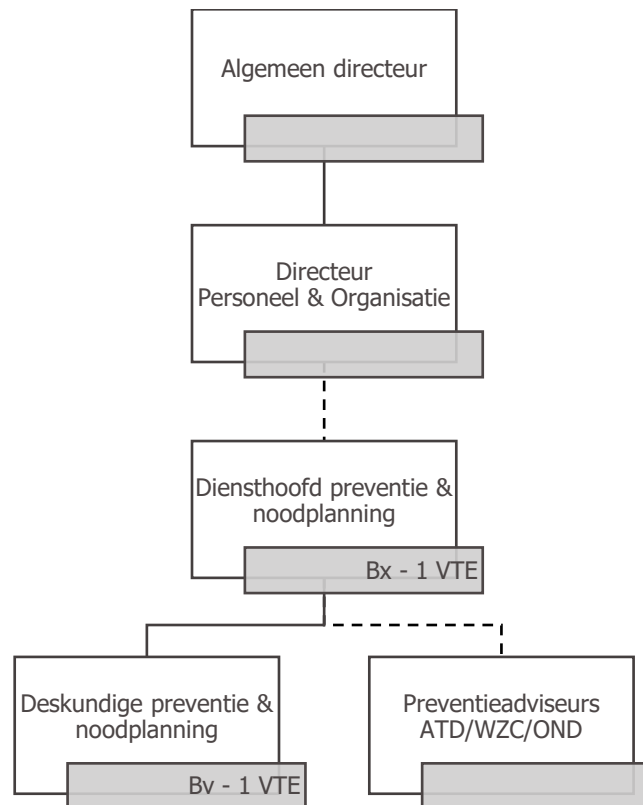 Algemeen directeur
Directeur
Personeel & Organisatie
Diensthoofd preventie &
noodplanning
Bx - 1 VTE
Deskundige preventie &
noodplanning
Bv - 1 VTE
Preventieadviseurs
ATD/WZC/OND